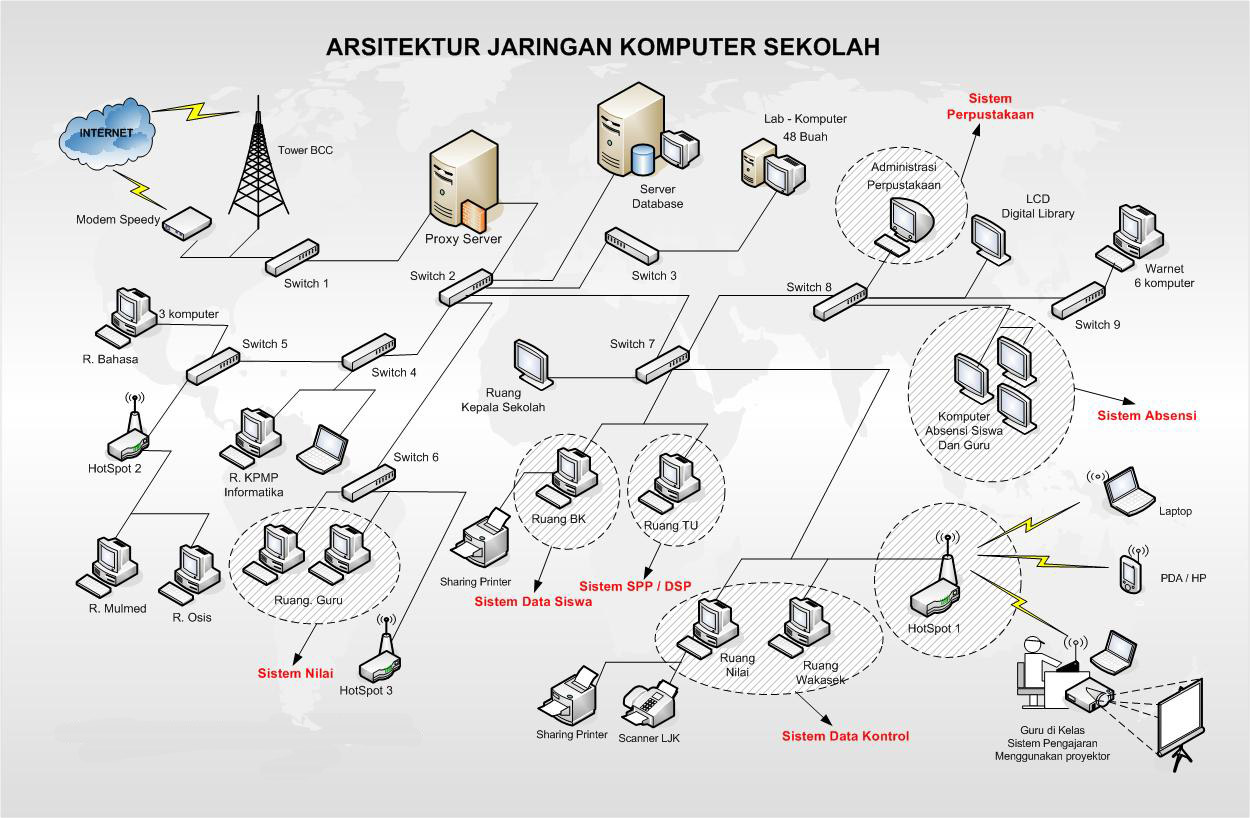 ARSITEKTUR JARINGAN KOMPUTER SEKOLAH
INTERNET
Tower BCC
Modem Speedy
Switch 1
Proxy Server
Switch 2
Server
Database
Switch 3
Lab - Komputer
48 Buah
Sistem
Perpustakaan
Administrasi
Perpustakaan
LCD
Digital Library
Warnet
6 komputer
Switch 8
Switch 9
3 komputer
R. Bahasa
Switch 5
Switch 4
Switch 7
Ruang
Kepala Sekolah
Komputer
Absensi Siswa
Dan Guru
Sistem Absensi
HotSpot 2
R. KPMP
Informatika
Switch 6
Ruang BK
Ruang TU
Laptop
Sharing Printer
Sistem Data Siswa
Sistem SPP / DSP
PDA / HP
R. Mulmed
R. Osis
Ruang. Guru
HotSpot 1
Sistem Nilai
HotSpot 3
Ruang
Nilai
Ruang
Wakasek
Sharing Printer
Scanner LJK
Sistem Data Kontrol
Guru di Kelas
Sistem Pengajaran
Menggunakan proyektor